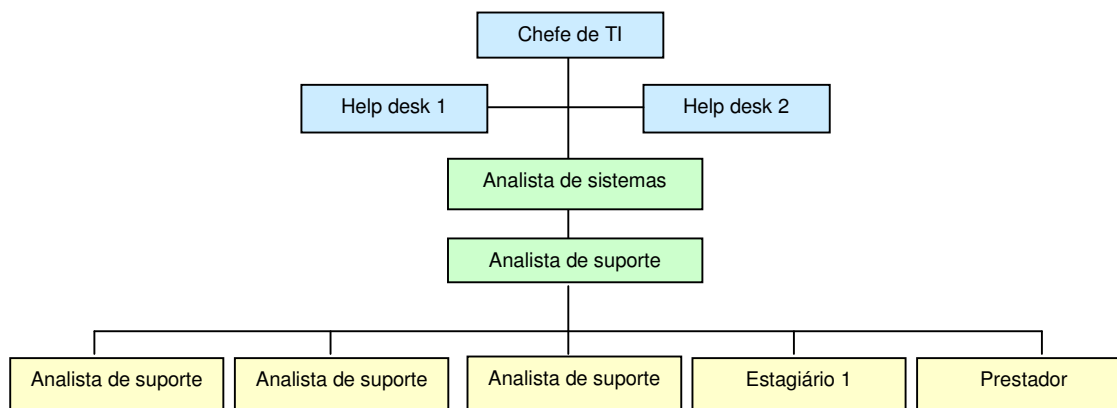 Chefe de TI
Help desk 1
Help desk 2
Analista de sistemas
Analista de suporte
Analista de suporte
Analista de suporte
Analista de suporte
Estagiário 1
Prestador